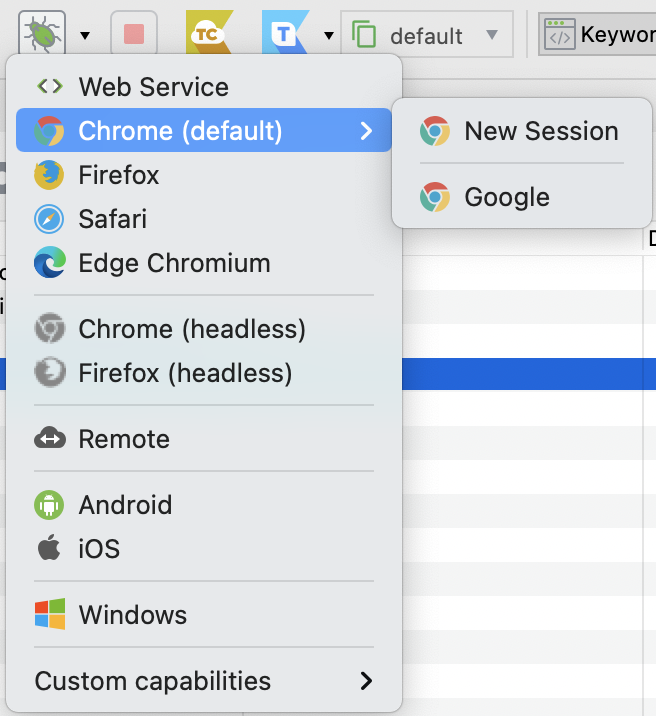 TC
T
default
Keywor
Web Service
Chrome (default)
New Session
Firefox
Google
Safari
Edge Chromium
Chrome (headless)
Firefox (headless)
Remote
Android
iOS
Windows
Custom capabilities